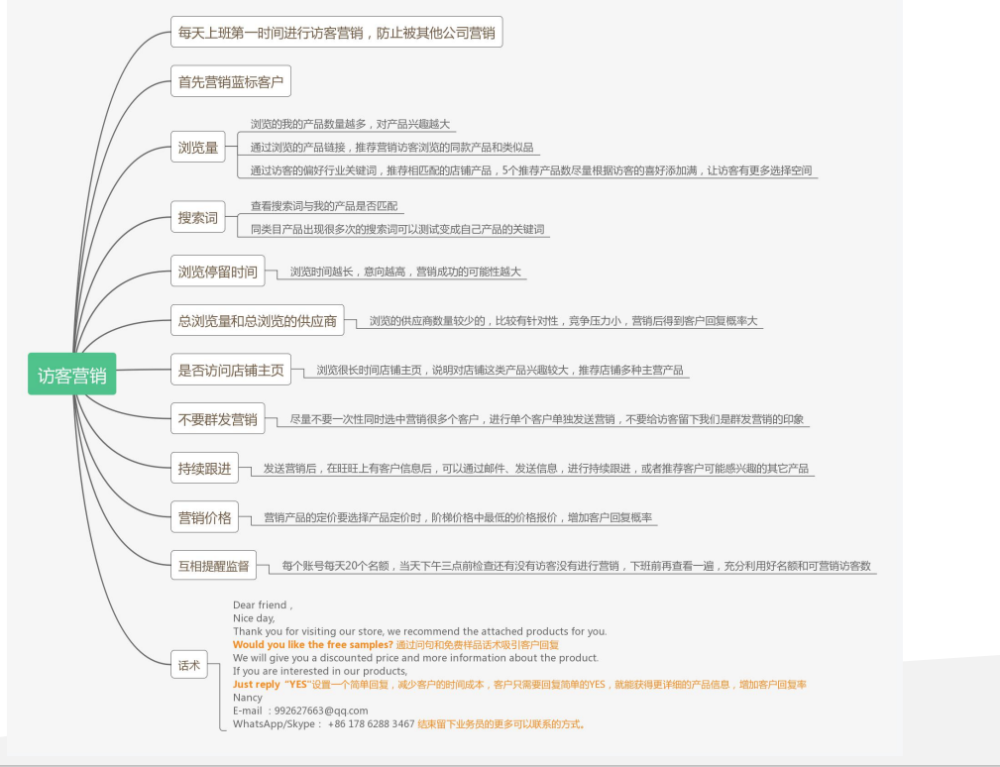 每天上班第一时间进行访客营销，防止被其他公司营销
首先营销蓝标客户
浏览量
浏览的我的产品数量越多，对产品兴趣越大
通过浏览的产品链接，推荐营销访客浏览的同款产品和类似品
通过访客的偏好行业关键词，推荐相匹配的店铺产品，5个推荐产品数尽量根据访客的喜好添加满，让访客有更多选择空间
搜索词
查看搜索词与我的产品是否匹配
同类目产品出现很多次的搜索词可以测试变成自己产品的关键词
浏览停留时间
浏览时间越长，意向越高，营销成功的可能性越大
总浏览量和总浏览的供应商
浏览的供应商数量较少的，比较有针对性，竞争压力小，营销后得到客户回复概率大
访客营销
是否访问店铺主页
浏览很长时间店铺主页，说明对店铺这类产品兴趣较大，推荐店铺多种主营产品
不要群发营销
尽量不要一次性同时选中营销很多个客户，进行单个客户单独发送营销，不要给访客留下我们是群发营销的印象
持续跟进
发送营销后，在旺旺上有客户信息后，可以通过邮件、发送信息，进行持续跟进，或者推荐客户可能感兴趣的其它产品
营销价格
营销产品的定价要选择产品定价时，阶梯价格中最低的价格报价，增加客户回复概率
互相提醒监督
每个账号每天20个名额，当天下午三点前检查还有没有访客没有进行营销，下班前再查看一遍，充分利用好名额和可营销访客数
话术
Dear friend，
Nice day,
Thank you for visiting our store, we recommend the attached products for you.
Would you like the free samples? 通过问句和免费样品话术吸引客户回复
We will give you a discounted price and more information about the product.
If you are interested in our products,
Just reply “YES”设置一个简单回复，减少客户的时间成本，客户只需要回复简单的YES，就能获得更详细的产品信息，增加客户回复率
Nancy
E-mail ：992627663@qq.com
WhatsApp/Skype： +86 178 6288 3467 结束留下业务员的更多可以联系的方式。